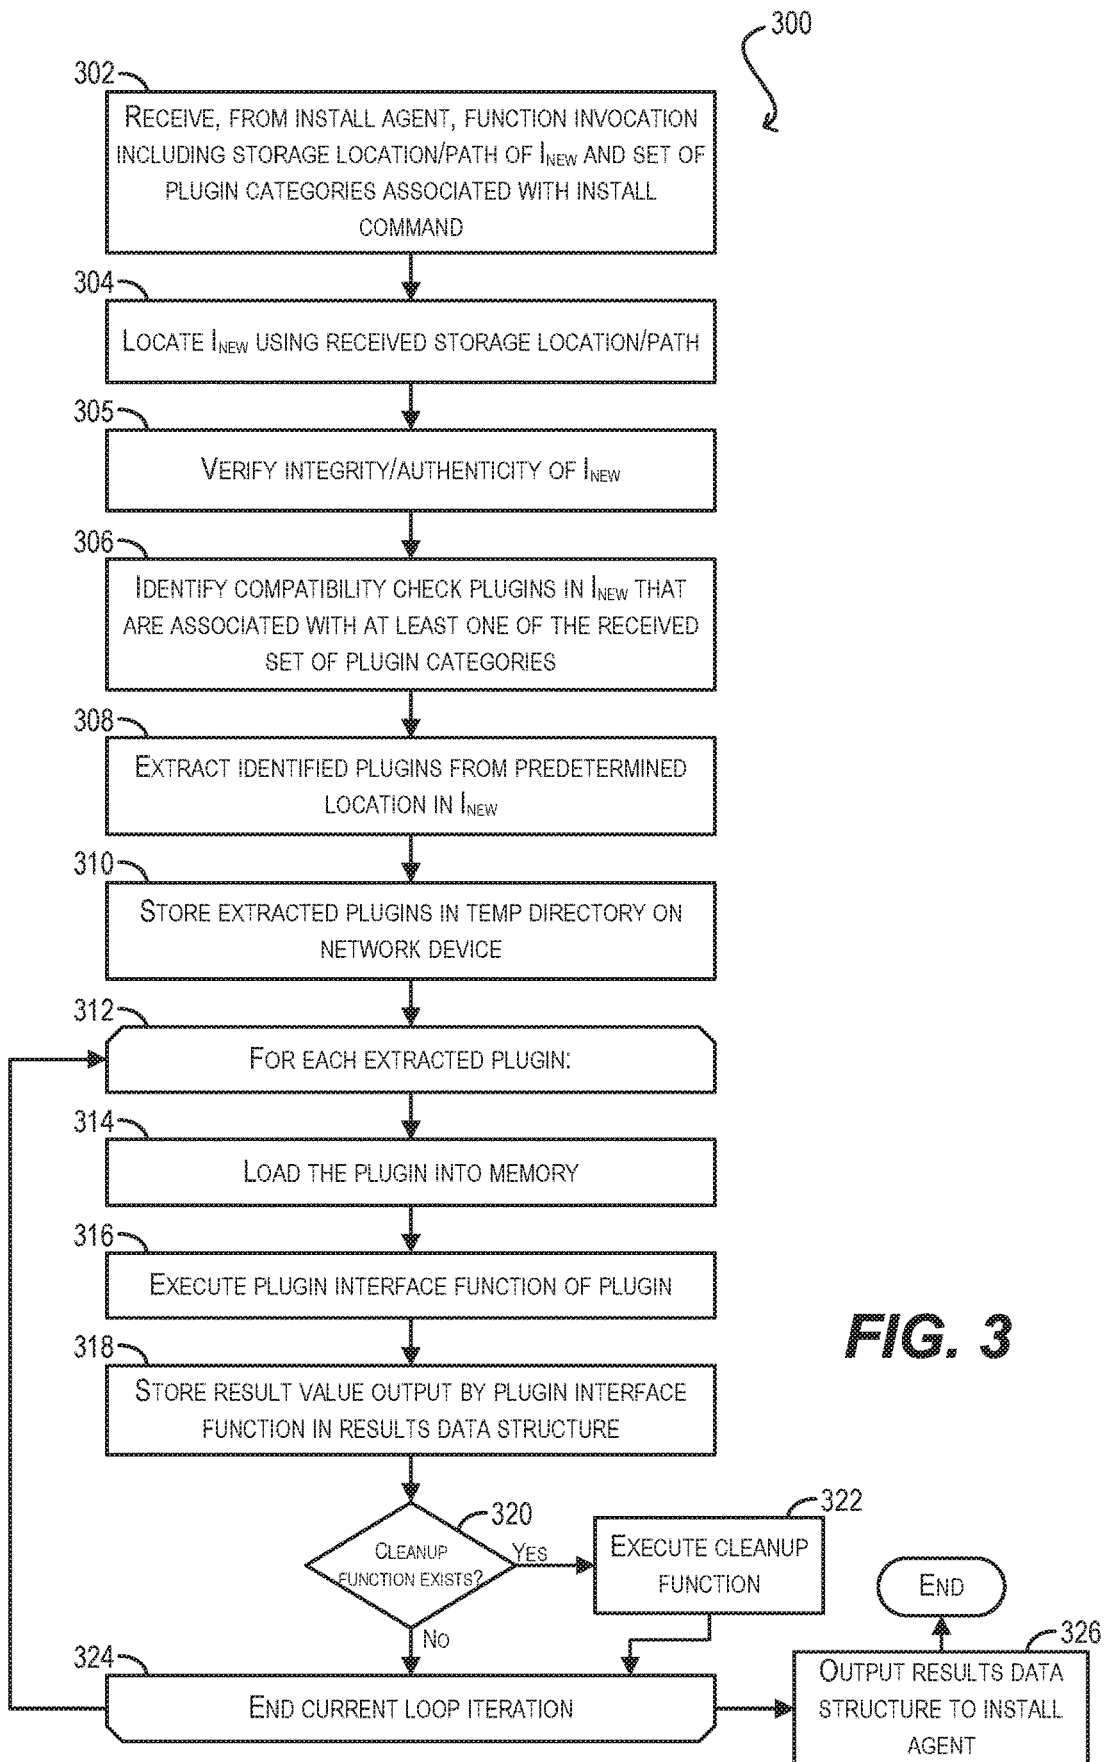 300
302
RECEIVE, FROM INSTALL AGENT, FUNCTION INVOCATION
INCLUDING STORAGE LOCATION/PATH OF INEW AND SET OF
PLUGIN CATEGORIES ASSOCIATED WITH INSTALL
COMMAND
304
LOCATE INEW USING RECEIVED STORAGE LOCATION/PATH
305
VERIFY INTEGRITY/AUTHENTICITY OF INEW
306
IDENTIFY COMPATIBILITY CHECK PLUGINS IN INEW THAT
ARE ASSOCIATED WITH AT LEAST ONE OF THE RECEIVED
SET OF PLUGIN CATEGORIES
308
EXTRACT IDENTIFIED PLUGINS FROM PREDETERMINED
LOCATION IN INEW
310
STORE EXTRACTED PLUGINS IN TEMP DIRECTORY ON
NETWORK DEVICE
312
FOR EACH EXTRACTED PLUGIN:
314
LOAD THE PLUGIN INTO MEMORY
316
EXECUTE PLUGIN INTERFACE FUNCTION OF PLUGIN
FIG. 3
318
STORE RESULT VALUE OUTPUT BY PLUGIN INTERFACE
FUNCTION IN RESULTS DATA STRUCTURE
320
CLEANUP
FUNCTION EXISTS?
YES
NO
322
EXECUTE CLEANUP
FUNCTION
324
END CURRENT LOOP ITERATION
326
OUTPUT RESULTS DATA
STRUCTURE TO INSTALL
AGENT
END